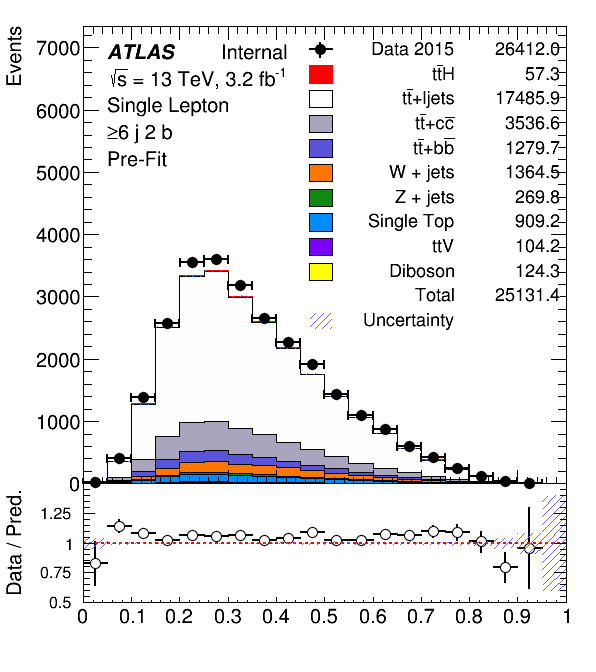 Events
7000
6000
5000
4000
3000
2000
1000
0
ATLAS Internal
√s = 13 TeV, 3.2 fb⁻¹
Single Lepton
≥6 j 2 b
Pre-Fit
Data 2015 26412.0
tt̄H 57.3
tt̄+ljets 17485.9
tt̄+cc̄ 3536.6
tt̄+bb̄ 1279.7
W + jets 1364.5
Z + jets 269.8
Single Top 909.2
ttV 104.2
Diboson 124.3
Total 25131.4
Uncertainty
Data / Pred.
1.25
1
0.75
0.5
0 0.1 0.2 0.3 0.4 0.5 0.6 0.7 0.8 0.9 1